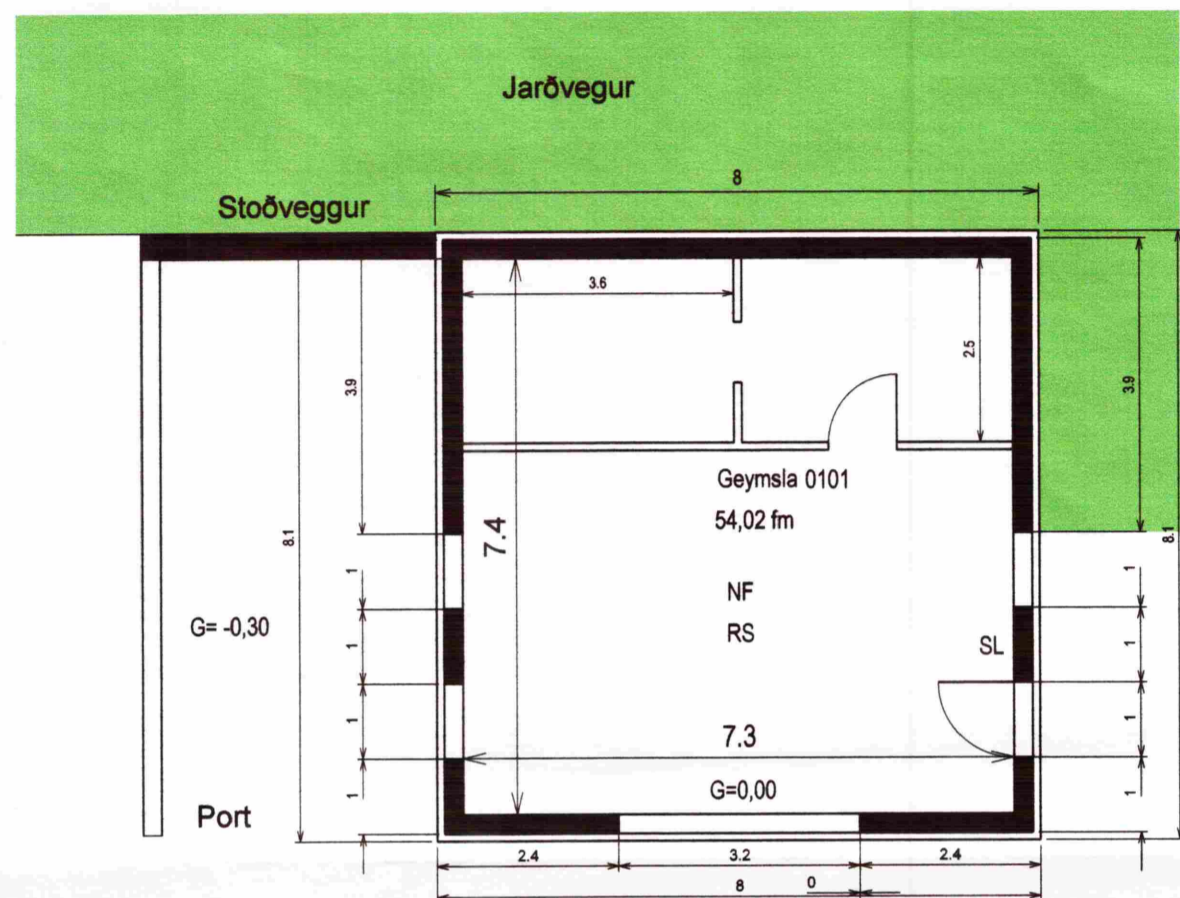 Jarðvegur
8
Stoðveggur
3.6
2.5
3.9
3.9
Geymsla 0101
54,02 fm
7.4
8.1
8.1
NF
RS
SL
G= -0,30
1
1
1
1
1
1
1
1
7.3
G=0,00
Port
2.4
3.2
2.4
8
0